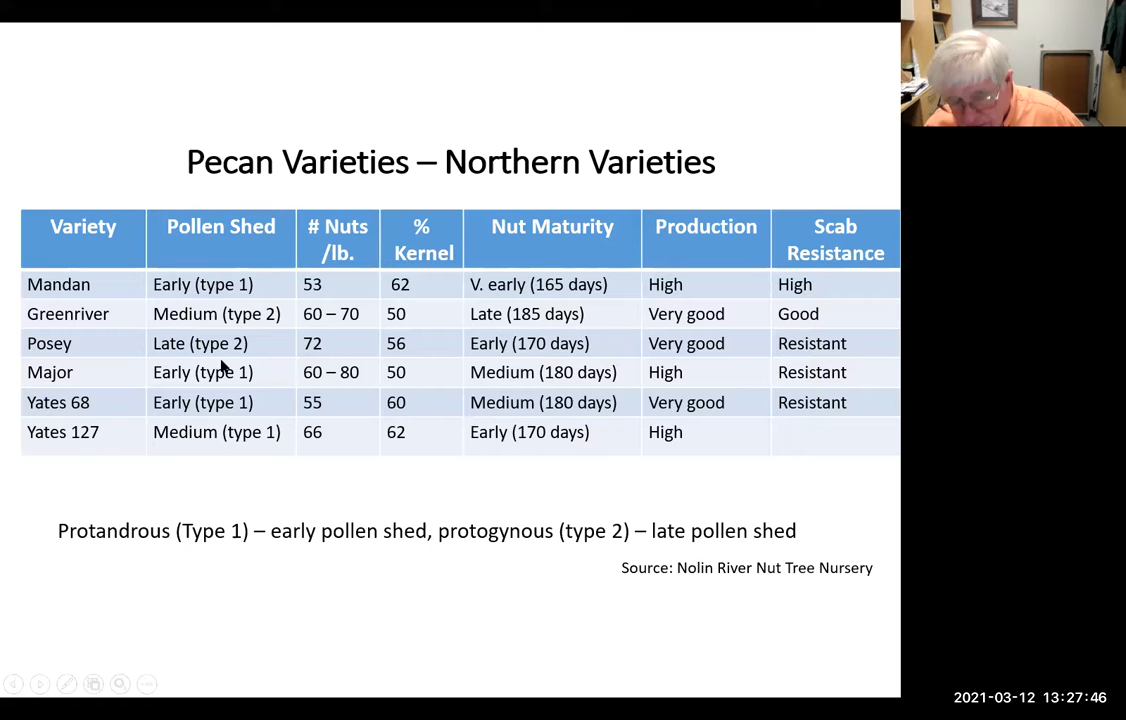 Pecan Varieties – Northern Varieties
Variety Pollen Shed # Nuts /lb. % Kernel Nut Maturity Production Scab Resistance
Mandan Early (type 1) 53 62 V. early (165 days) High High
Greenriver Medium (type 2) 60 – 70 50 Late (185 days) Very good Good
Posey Late (type 2) 72 56 Early (170 days) Very good Resistant
Major Early (type 1) 60 – 80 50 Medium (180 days) High Resistant
Yates 68 Early (type 1) 55 60 Medium (180 days) Very good Resistant
Yates 127 Medium (type 1) 66 62 Early (170 days) High
Protandrous (Type 1) – early pollen shed, protogynous (type 2) – late pollen shed
Source: Nolin River Nut Tree Nursery
2021-03-12 13:27:46